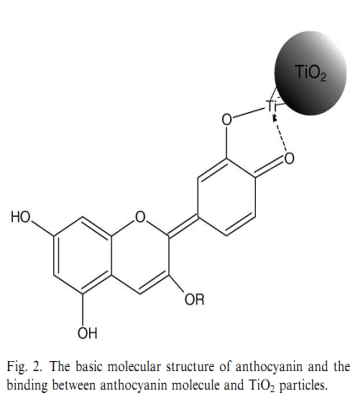 TiO2
Ti
O
O
HO
O
OR
OH
Fig. 2. The basic molecular structure of anthocyanin and the
binding between anthocyanin molecule and TiO2 particles.